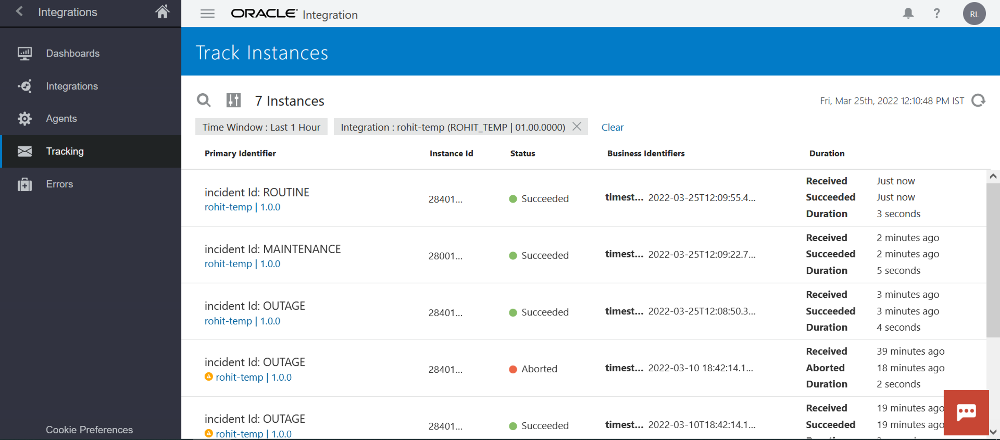 Integrations
ORACLE Integration
?
RL
Dashboards
Integrations
Agents
Tracking
Errors
Cookie Preferences
Track Instances
7 Instances
Fri, Mar 25th, 2022 12:10:48 PM IST
Time Window : Last 1 Hour
Integration : rohit-temp (ROHIT_TEMP | 01.00.0000)
Clear
Primary Identifier Instance Id Status Business Identifiers Duration
incident Id: ROUTINE
rohit-temp | 1.0.0
28401...
Succeeded
timest... 2022-03-25T12:09:55.4...
Received Just now
Succeeded Just now
Duration 3 seconds
incident Id: MAINTENANCE
rohit-temp | 1.0.0
28001...
Succeeded
timest... 2022-03-25T12:09:22.7...
Received 2 minutes ago
Succeeded 2 minutes ago
Duration 5 seconds
incident Id: OUTAGE
rohit-temp | 1.0.0
28401...
Succeeded
timest... 2022-03-25T12:08:50.3...
Received 3 minutes ago
Succeeded 3 minutes ago
Duration 4 seconds
incident Id: OUTAGE
rohit-temp | 1.0.0
28401...
Aborted
timest... 2022-03-10 18:42:14.1...
Received 39 minutes ago
Aborted 18 minutes ago
Duration 2 seconds
incident Id: OUTAGE
rohit-temp | 1.0.0
28401...
Succeeded
timest... 2022-03-10T18:42:14.1...
Received 19 minutes ago
Succeeded 19 minutes ago